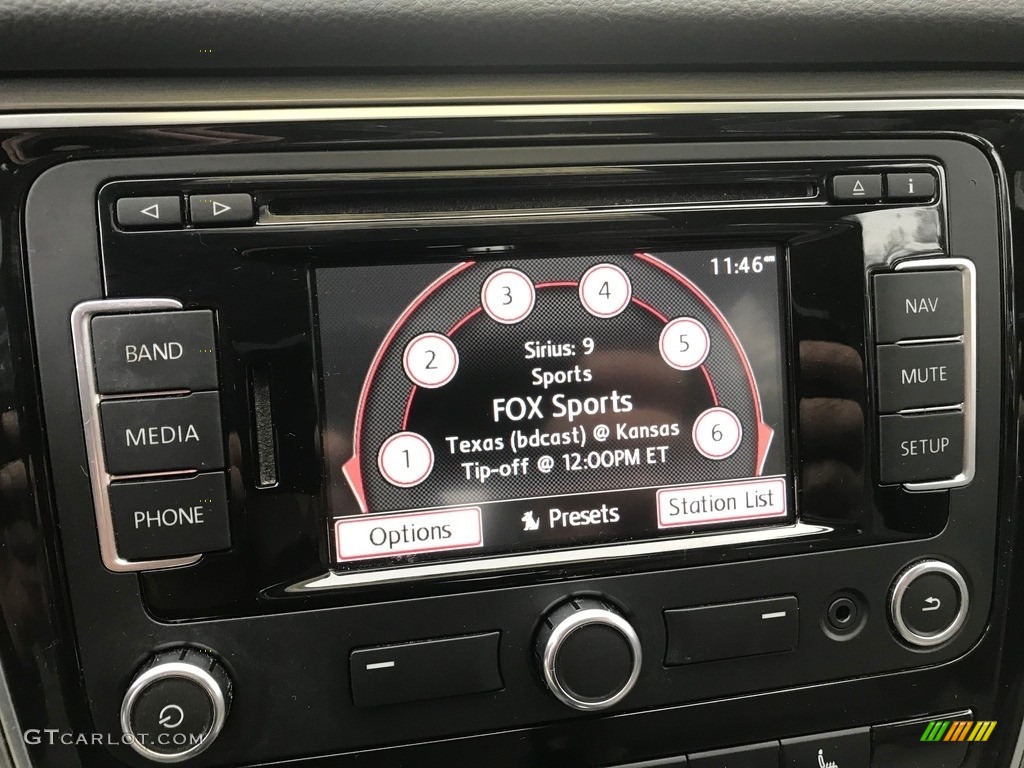 11:46am
i
BAND
MEDIA
PHONE
NAV
MUTE
SETUP
1
2
3
4
5
6
Sirius: 9
Sports
FOX Sports
Texas (bdcast) @ Kansas
Tip-off @ 12:00PM ET
Options
Presets
Station List
GTCARLOT.COM